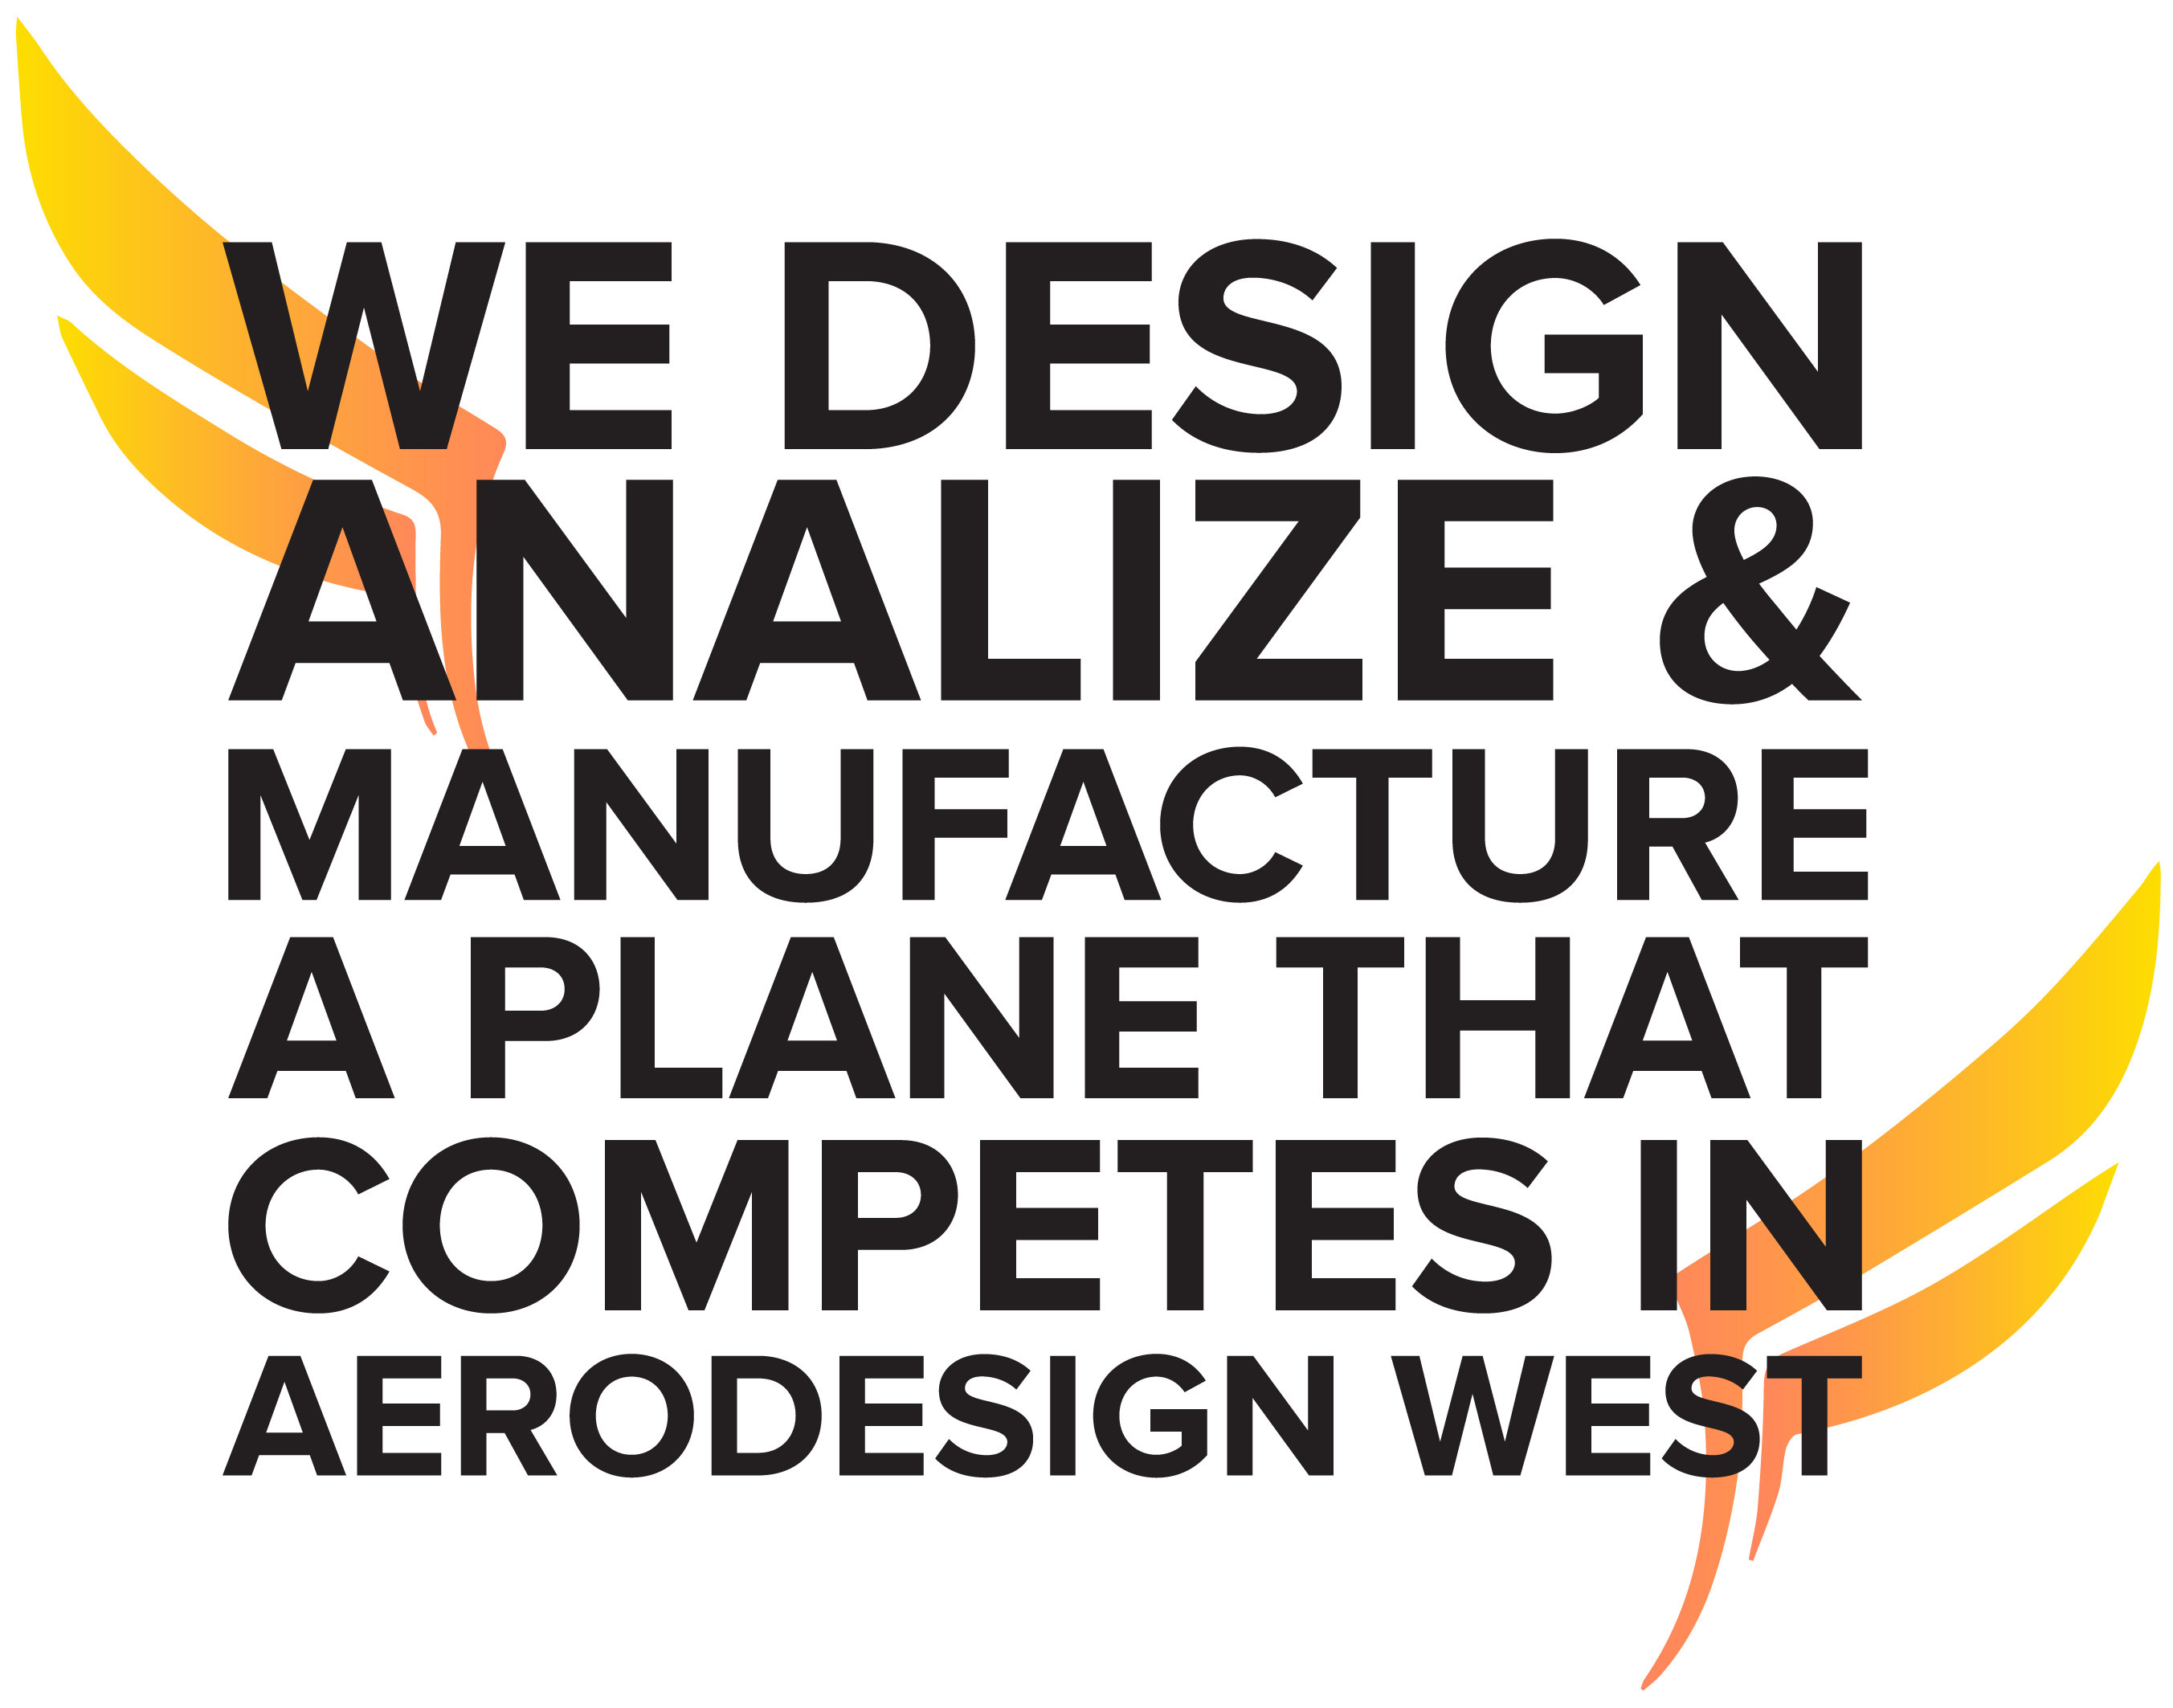 WE DESIGN
ANALIZE &
MANUFACTURE
A PLANE THAT
COMPETES IN
AERODESIGN WEST